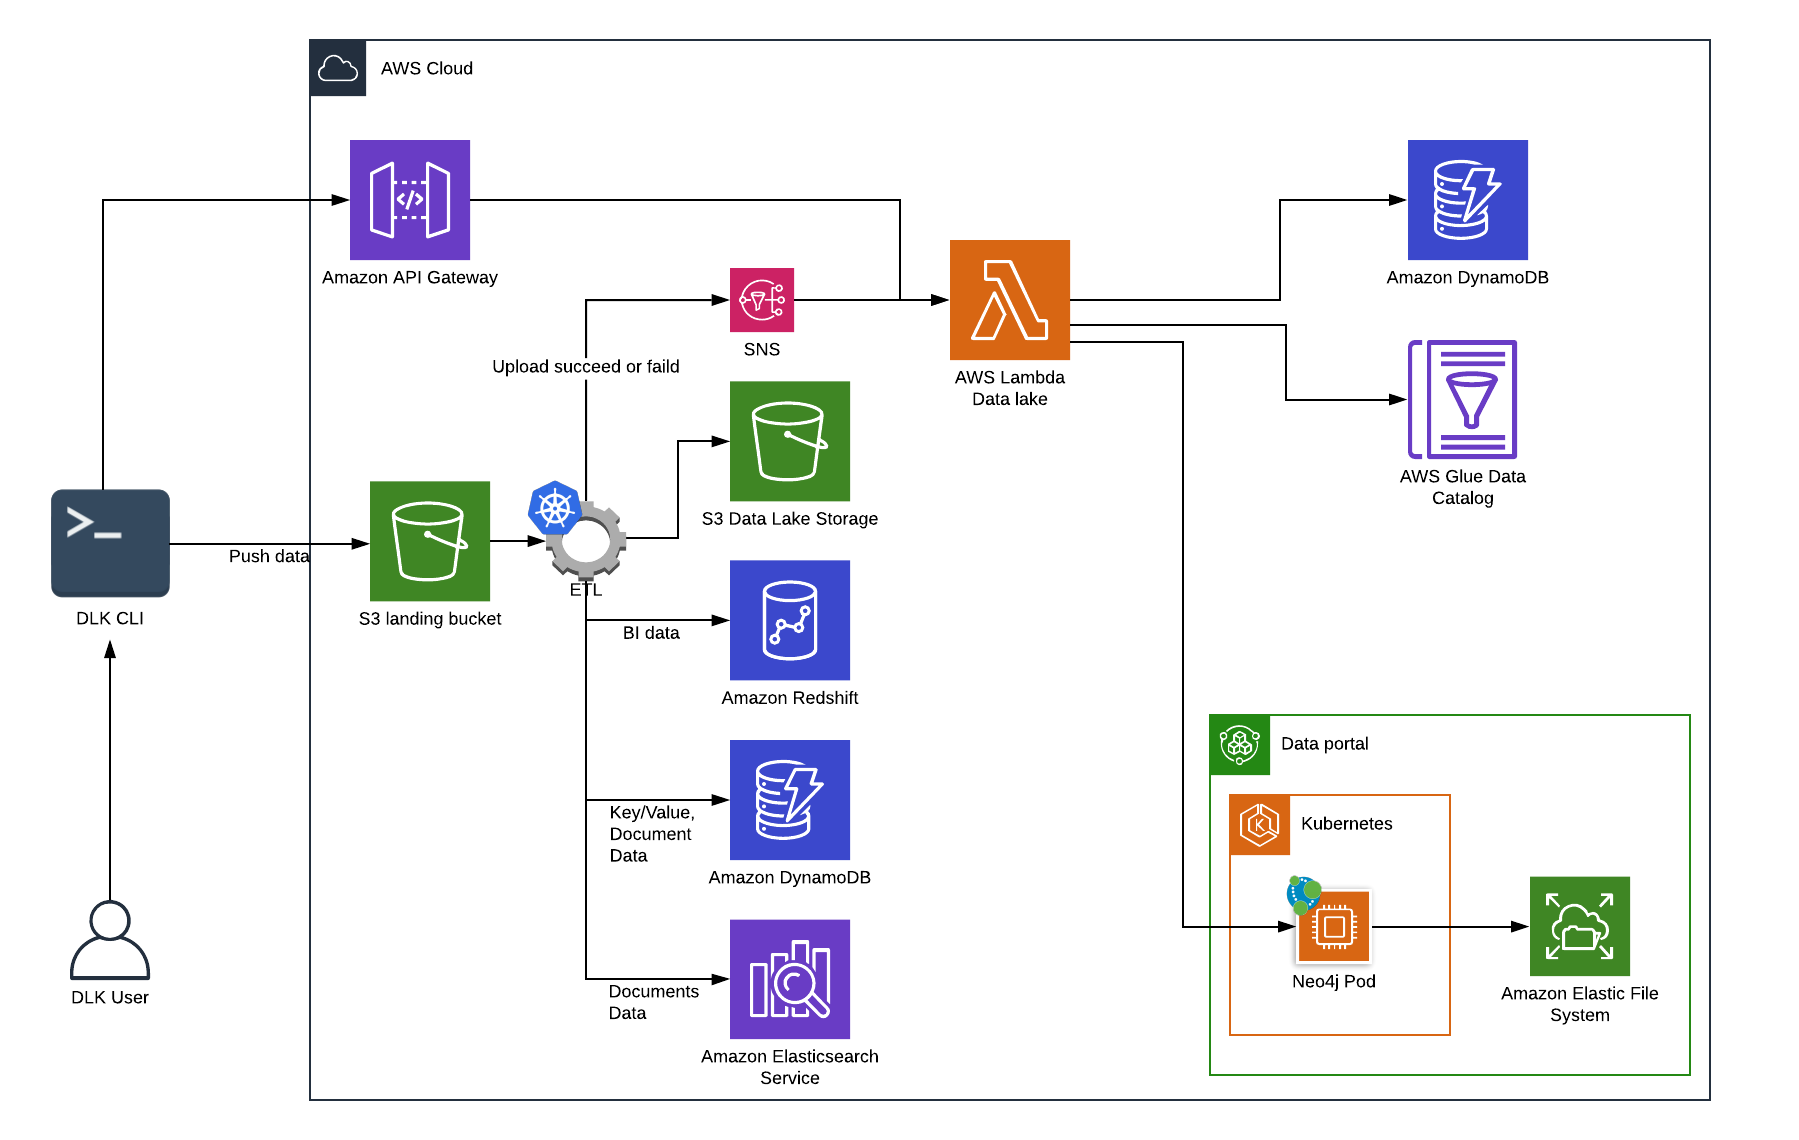 AWS Cloud
Amazon API Gateway
Amazon DynamoDB
SNS
Upload succeed or faild
AWS Lambda
Data lake
AWS Glue Data
Catalog
S3 Data Lake Storage
>_
Push data
DLK CLI
S3 landing bucket
ETL
BI data
Amazon Redshift
Data portal
Key/Value,
Document
Data
Kubernetes
Amazon DynamoDB
DLK User
Documents
Data
Neo4j Pod
Amazon Elastic File
System
Amazon Elasticsearch
Service